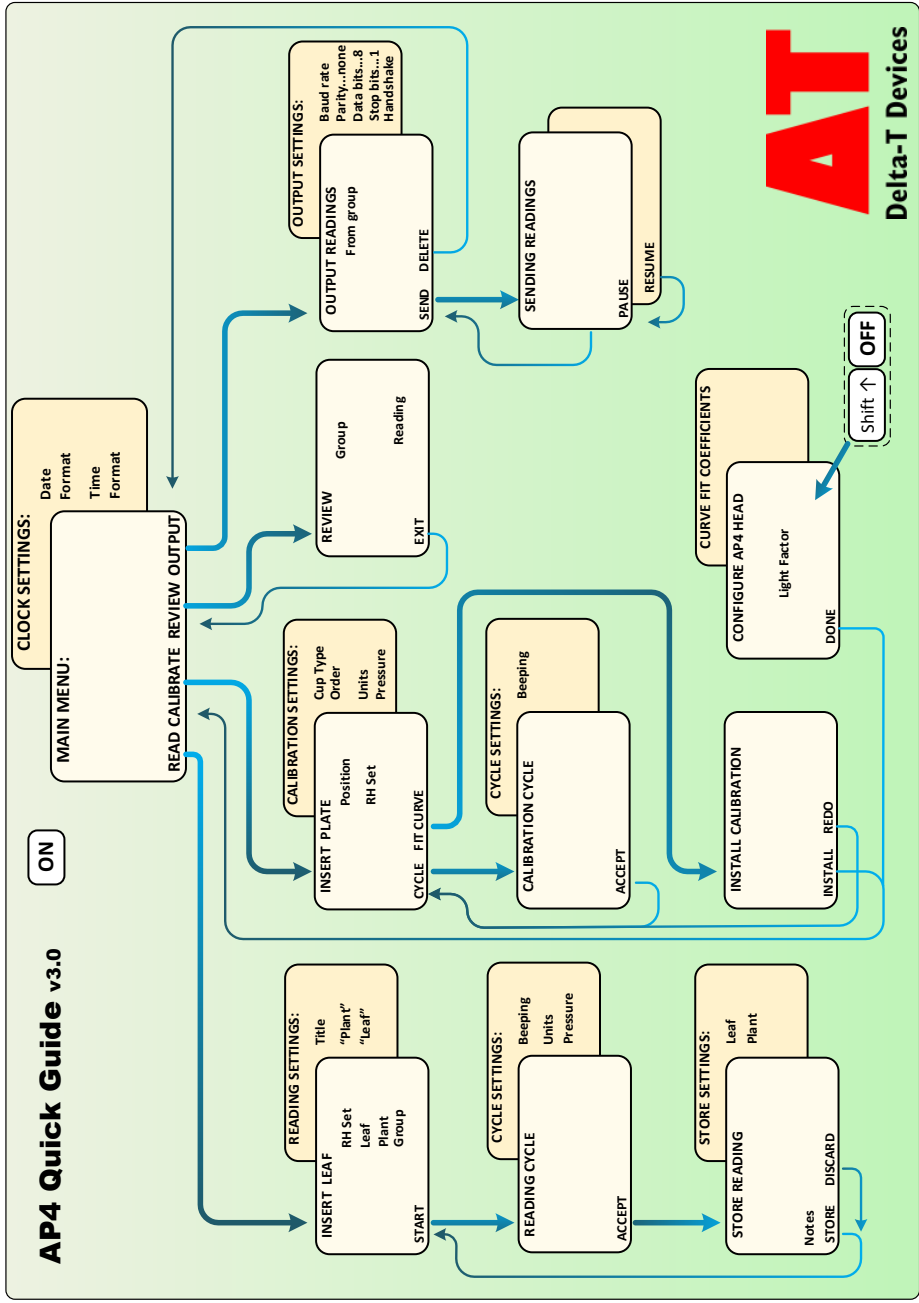 AP4 Quick Guide v3.0
ON
CLOCK SETTINGS:
Date
Format
Time
Format
MAIN MENU:
READ CALIBRATE REVIEW OUTPUT
READING SETTINGS:
Title
“Plant”
“Leaf”
INSERT LEAF
RH Set
Leaf
Plant
Group
START
CALIBRATION SETTINGS:
Cup Type
Order
Units
Pressure
INSERT PLATE
Position
RH Set
CYCLE FIT CURVE
REVIEW
Group
Reading
EXIT
OUTPUT SETTINGS:
Baud rate
Parity...none
Data bits...8
Stop bits...1
Handshake
OUTPUT READINGS
From group
SEND DELETE
CYCLE SETTINGS:
Beeping
Units
Pressure
READING CYCLE
ACCEPT
CYCLE SETTINGS:
Beeping
CALIBRATION CYCLE
ACCEPT
SENDING READINGS
PAUSE
RESUME
STORE SETTINGS:
Leaf
Plant
STORE READING
Notes
STORE DISCARD
INSTALL CALIBRATION
INSTALL REDO
CURVE FIT COEFFICIENTS
CONFIGURE AP4 HEAD
Light Factor
DONE
Shift ↑ OFF
AT
Delta-T Devices